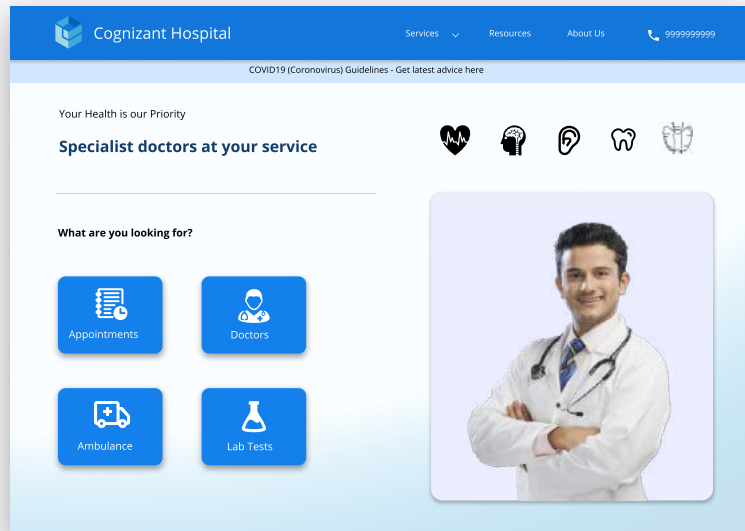 Cognizant Hospital
Services
Resources
About Us
9999999999
COVID19 (Coronovirus) Guidelines - Get latest advice here
Your Health is our Priority
Specialist doctors at your service
What are you looking for?
Appointments
Doctors
Ambulance
Lab Tests